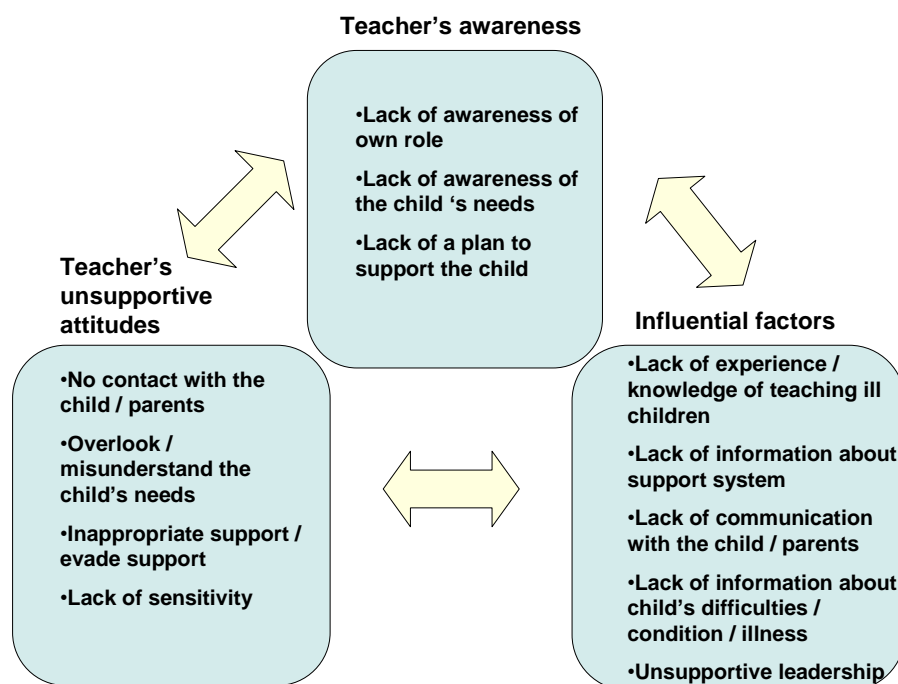 Teacher’s awareness
•Lack of awareness of
own role
•Lack of awareness of
the child ‘s needs
•Lack of a plan to
support the child
Teacher’s
unsupportive
attitudes
•No contact with the
child / parents
•Overlook /
misunderstand the
child’s needs
•Inappropriate support /
evade support
•Lack of sensitivity
Influential factors
•Lack of experience /
knowledge of teaching ill
children
•Lack of information about
support system
•Lack of communication
with the child / parents
•Lack of information about
child’s difficulties /
condition / illness
•Unsupportive leadership